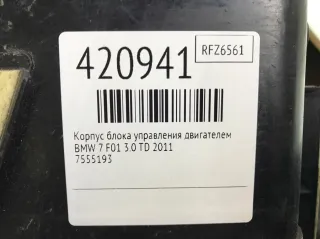 RFZ6561
420941
Корпус блока управления двигателем
BMW 7 F01 3.0 TD 2011
7555193